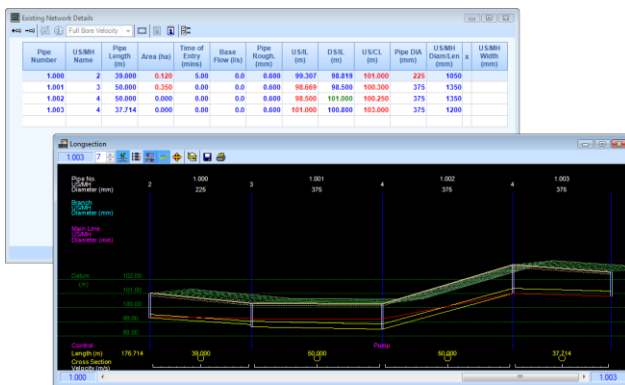 Existing Network Details
Full Bore Velocity
Pipe Number US/MH Name Pipe Length (m) Area (ha) Time of Entry (mins) Base Flow (l/s) Pipe Rough. (mm) US/IL (m) DS/IL (m) US/CL (m) Pipe DIA (mm) US/MH Diam/Len (mm) x US/MH Width (mm)
1.000 2 39.000 0.120 5.00 0.0 0.600 99.307 98.819 101.000 225 1050
1.001 3 50.000 0.350 0.00 0.0 0.600 98.669 98.500 100.300 375 1350
1.002 4 50.000 0.000 0.00 0.0 0.600 98.500 101.000 100.250 375 1350
1.003 4 37.714 0.000 0.00 0.0 0.600 101.000 100.800 103.000 375 1200
Longsection
1.003 7
Pipe No. 1.000 1.001 1.002 1.003
US/MH 2 3 4 4
Diameter (mm) 225 375 375 375
Branch
US/MH
Diameter (mm)
Main Line
US/MH
Diameter (mm)
Datum 102.00
(m) 101.00
100.00
99.00
98.00
Control Pump
Length (m) 176.714 50,000 50,000
Cross Section
Velocity (m/s)
1.000 1.003